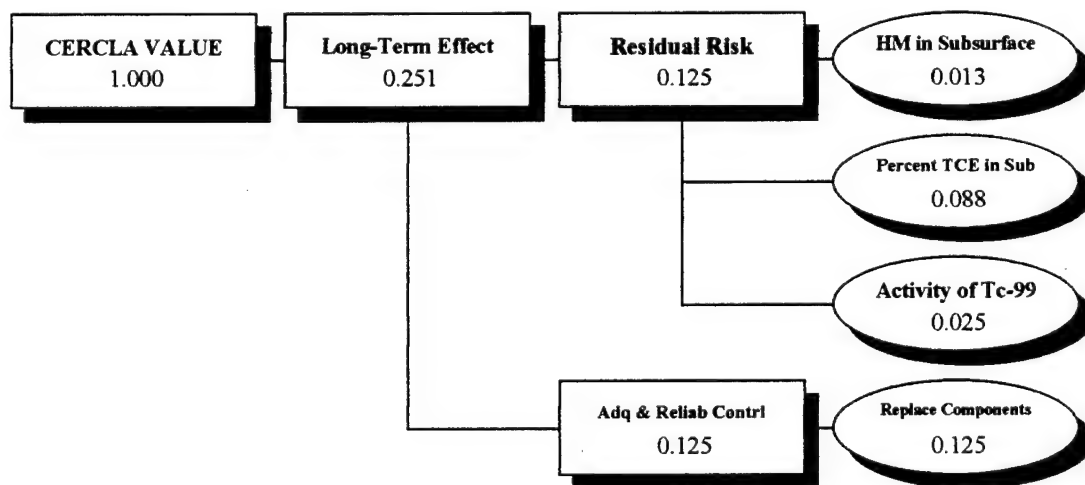 CERCLA VALUE
1.000
Long-Term Effect
0.251
Residual Risk
0.125
HM in Subsurface
0.013
Percent TCE in Sub
0.088
Activity of Tc-99
0.025
Adq & Reliab Contrl
0.125
Replace Components
0.125